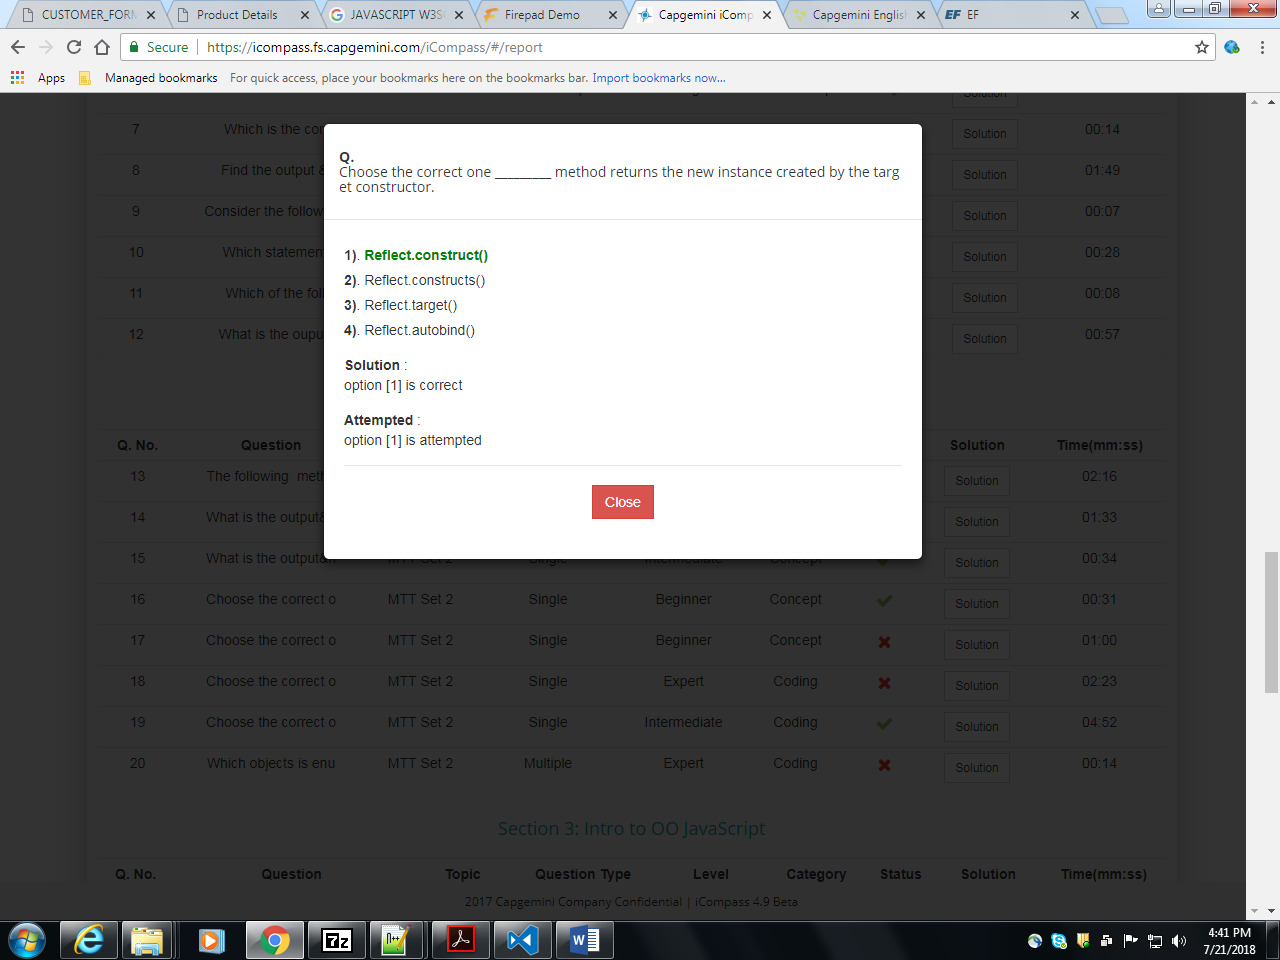 CUSTOMER_FORM
Product Details
JAVASCRIPT W3S
Firepad Demo
Capgemini iComp
Capgemini English
EF EF
Secure https://icompass.fs.capgemini.com/iCompass/#/report
Apps Managed bookmarks For quick access, place your bookmarks here on the bookmarks bar. Import bookmarks now...
Solution
7 Which is the cor Solution 00:14
8 Find the output & Solution 01:49
9 Consider the follow Solution 00:07
10 Which statemen Solution 00:28
11 Which of the foll Solution 00:08
12 What is the oupu Solution 00:57
Q.
Choose the correct one _________ method returns the new instance created by the targ
et constructor.
1). Reflect.construct()
2). Reflect.constructs()
3). Reflect.target()
4). Reflect.autobind()
Solution :
option [1] is correct
Attempted :
option [1] is attempted
Close
Q. No. Question Solution Time(mm:ss)
13 The following met Solution 02:16
14 What is the output& Solution 01:33
15 What is the output&n MTT Set 2 Single Intermediate Concept Solution 00:34
16 Choose the correct o MTT Set 2 Single Beginner Concept Solution 00:31
17 Choose the correct o MTT Set 2 Single Beginner Concept Solution 01:00
18 Choose the correct o MTT Set 2 Single Expert Coding Solution 02:23
19 Choose the correct o MTT Set 2 Single Intermediate Coding Solution 04:52
20 Which objects is enu MTT Set 2 Multiple Expert Coding Solution 00:14
Section 3: Intro to OO JavaScript
Q. No. Question Topic Question Type Level Category Status Solution Time(mm:ss)
2017 Capgemini Company Confidential | iCompass 4.9 Beta
4:41 PM
7/21/2018